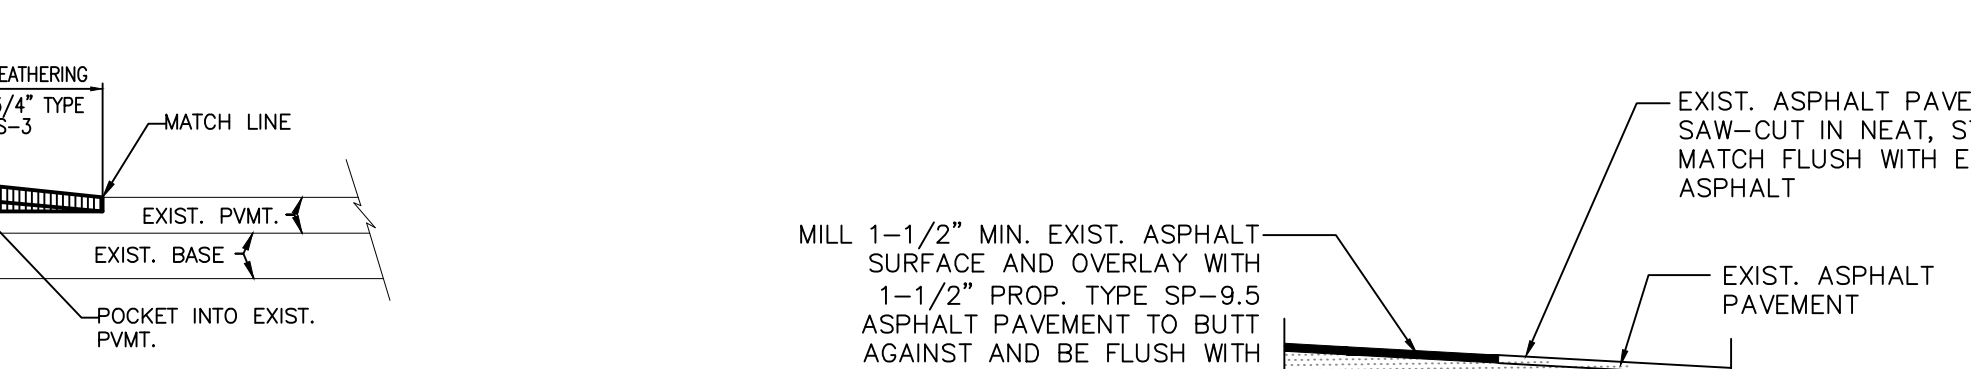 EATHERING
5/4" TYPE
S-3
MATCH LINE
EXIST. PVMT.
EXIST. BASE
POCKET INTO EXIST.
PVMT.
MILL 1-1/2" MIN. EXIST. ASPHALT
SURFACE AND OVERLAY WITH
1-1/2" PROP. TYPE SP-9.5
ASPHALT PAVEMENT TO BUTT
AGAINST AND BE FLUSH WITH
EXIST. ASPHALT PAVE
SAW-CUT IN NEAT, ST
MATCH FLUSH WITH E
ASPHALT
EXIST. ASPHALT
PAVEMENT